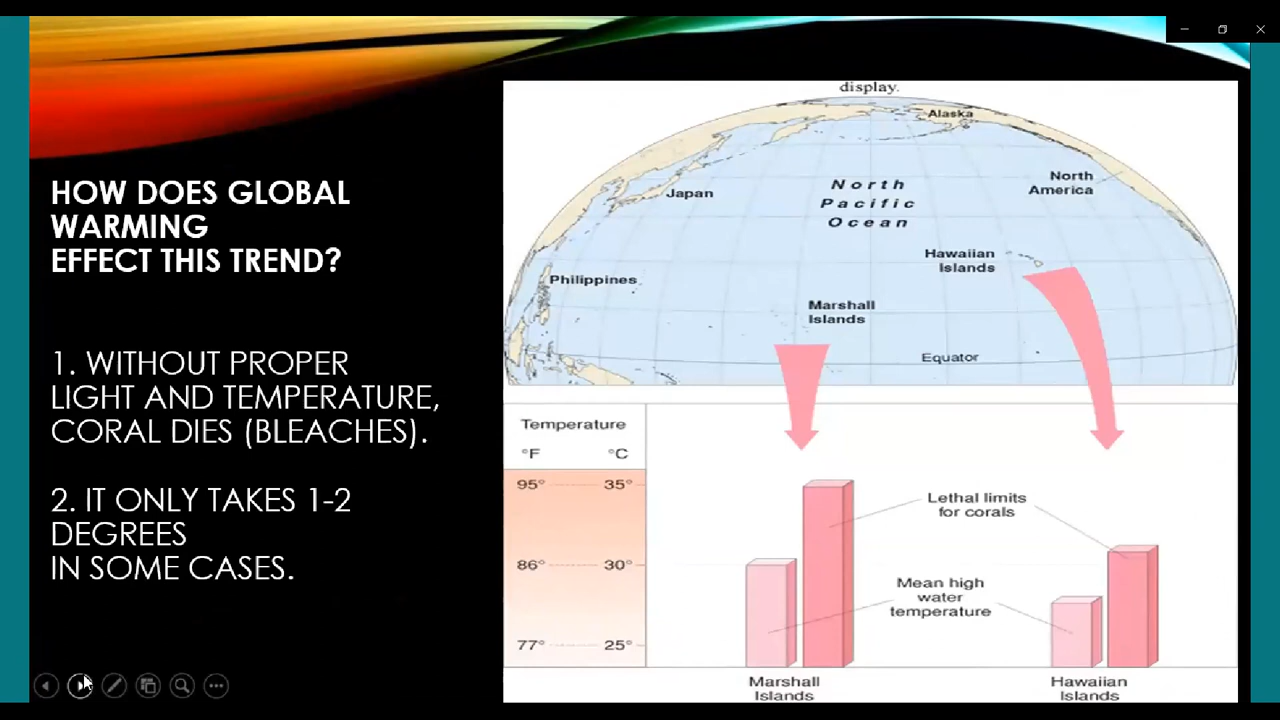 HOW DOES GLOBAL
WARMING
EFFECT THIS TREND?
1. WITHOUT PROPER
LIGHT AND TEMPERATURE,
CORAL DIES (BLEACHES).
2. IT ONLY TAKES 1-2
DEGREES
IN SOME CASES.
display.
Alaska
North
America
Japan
North
Pacific
Ocean
Hawaiian
Islands
Philippines
Marshall
Islands
Equator
Temperature
°F °C
95° 35°
86° 30°
77° 25°
Lethal limits
for corals
Mean high
water
temperature
Marshall
Islands
Hawaiian
Islands